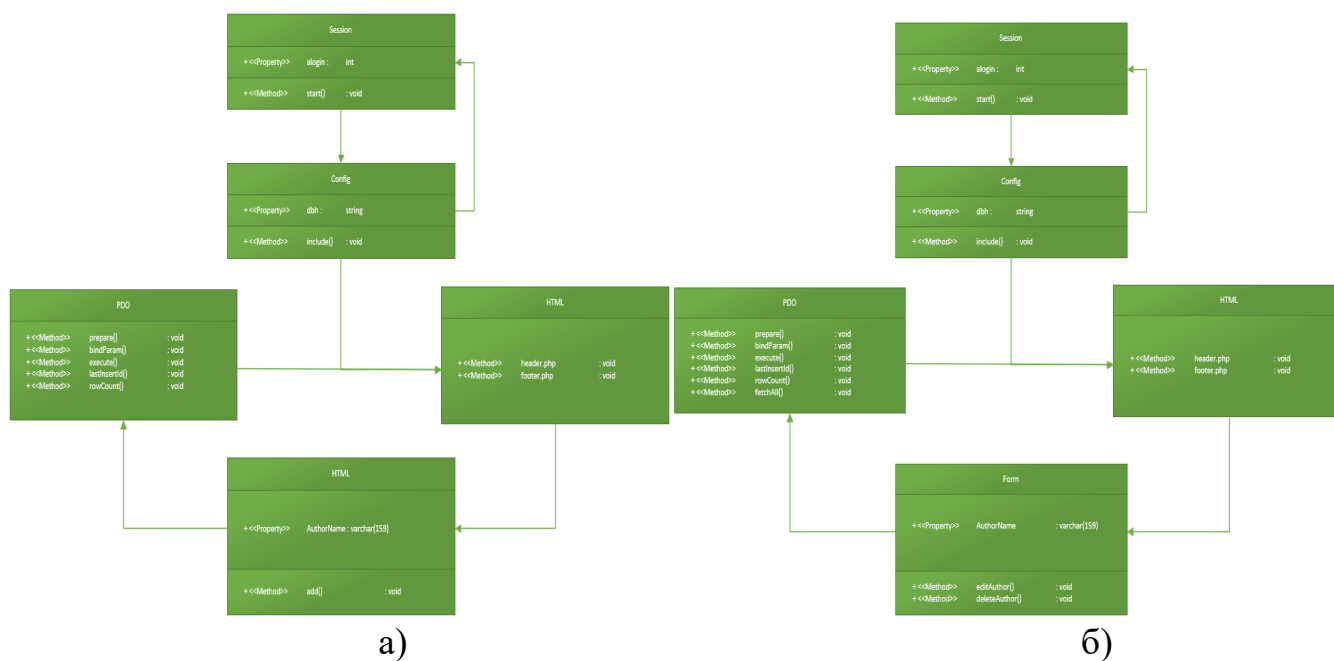 Session
+ <<Property>> alogin : int
+ <<Method>> start() : void
Config
+ <<Property>> dbh : string
+ <<Method>> include() : void
PDO
+ <<Method>> prepare() : void
+ <<Method>> bindParam() : void
+ <<Method>> execute() : void
+ <<Method>> lastInsertId() : void
+ <<Method>> rowCount() : void
HTML
+ <<Method>> header.php : void
+ <<Method>> footer.php : void
HTML
+ <<Property>> AuthorName : varchar(159)
+ <<Method>> add() : void
а)
Session
+ <<Property>> alogin : int
+ <<Method>> start() : void
Config
+ <<Property>> dbh : string
+ <<Method>> include() : void
PDO
+ <<Method>> prepare() : void
+ <<Method>> bindParam() : void
+ <<Method>> execute() : void
+ <<Method>> lastInsertId() : void
+ <<Method>> rowCount() : void
+ <<Method>> fetchAll() : void
HTML
+ <<Method>> header.php : void
+ <<Method>> footer.php : void
Form
+ <<Property>> AuthorName : varchar(159)
+ <<Method>> editAuthor() : void
+ <<Method>> deleteAuthor() : void
б)